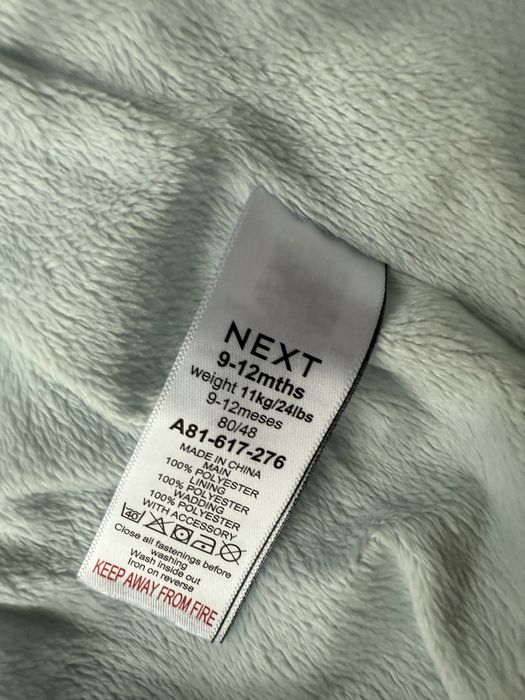 NEXT
9-12mths
weight 11kg/24lbs
9-12meses
80/48
A81-617-276
MADE IN CHINA
MAIN
100% POLYESTER
LINING
100% POLYESTER
WADDING
100% POLYESTER
WITH ACCESSORY
40
Close all fastenings before
washing
Wash inside out
Iron on reverse
KEEP AWAY FROM FIRE